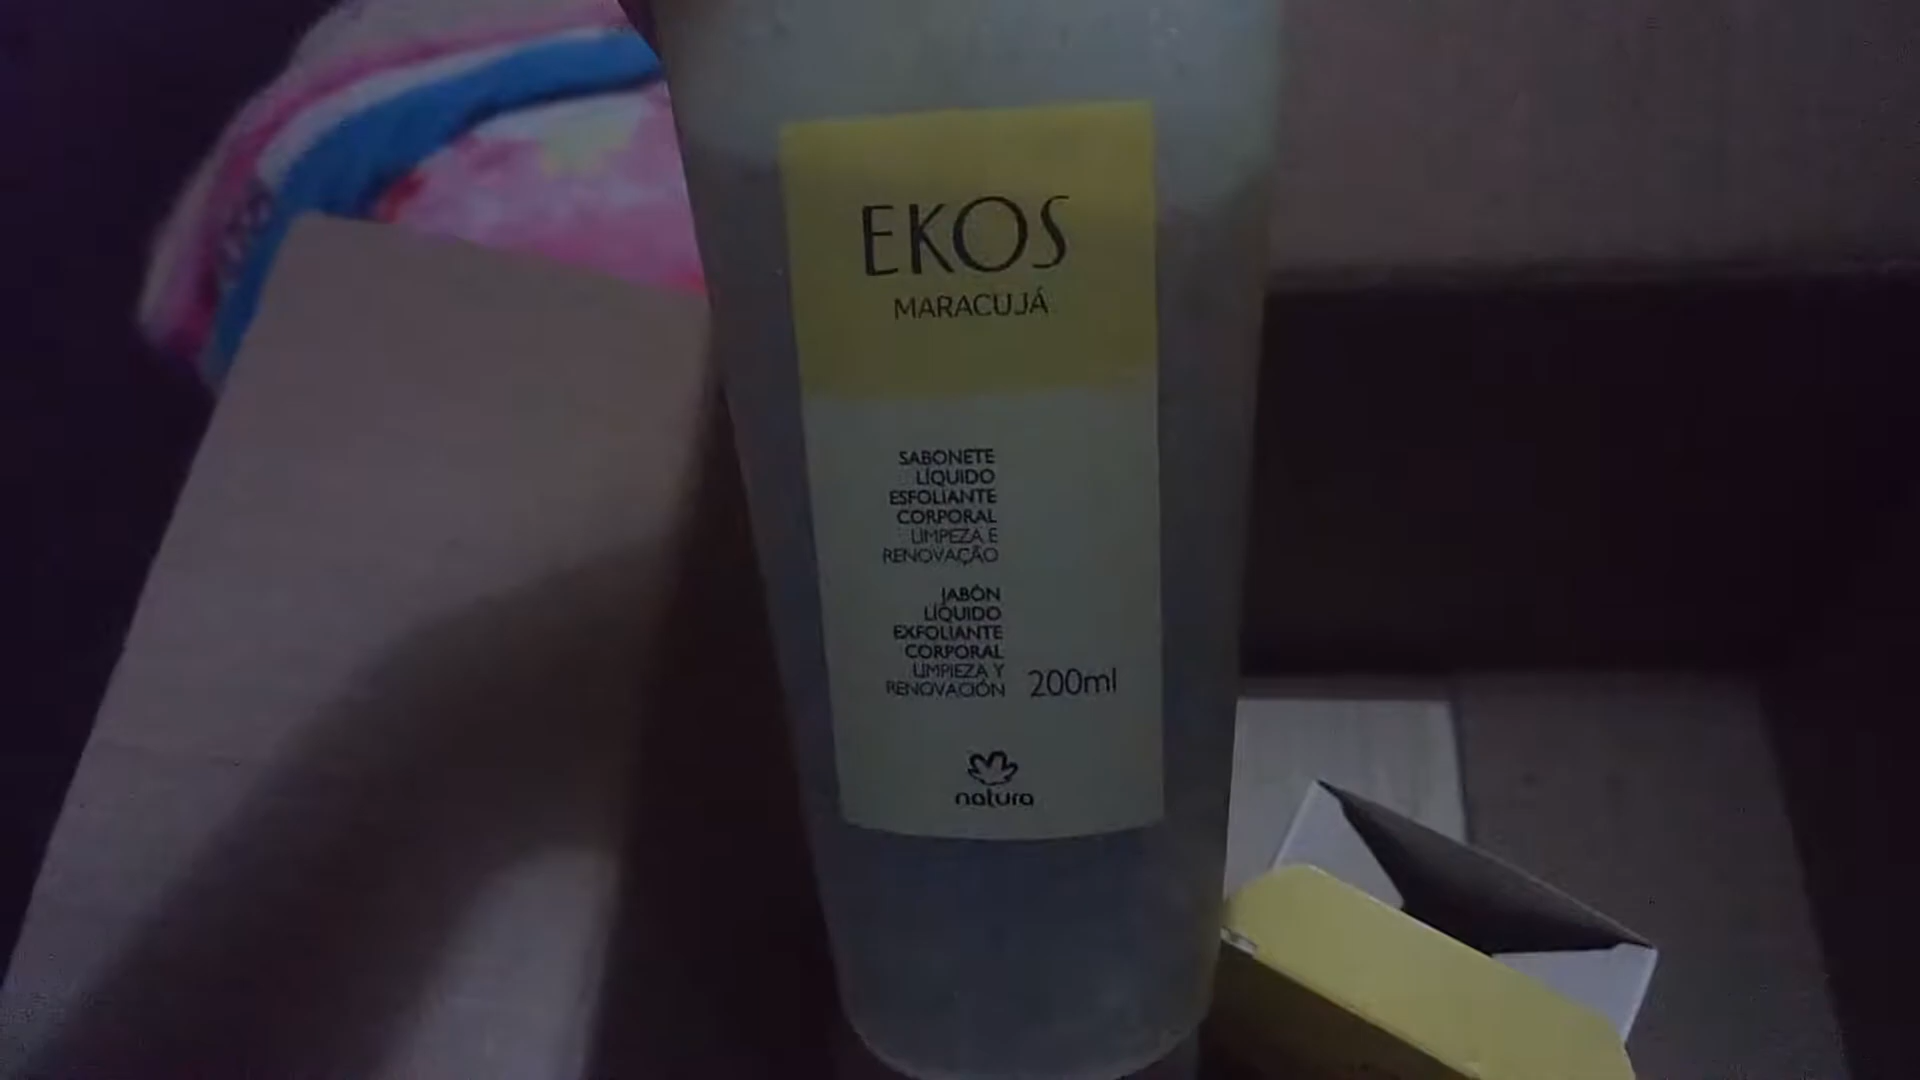 EKOS
MARACUJÁ
SABONETE
LÍQUIDO
ESFOLIANTE
CORPORAL
LIMPEZA E
RENOVAÇÃO
JABÓN
LÍQUIDO
EXFOLIANTE
CORPORAL
LIMPIEZA Y
RENOVACIÓN
200ml
natura